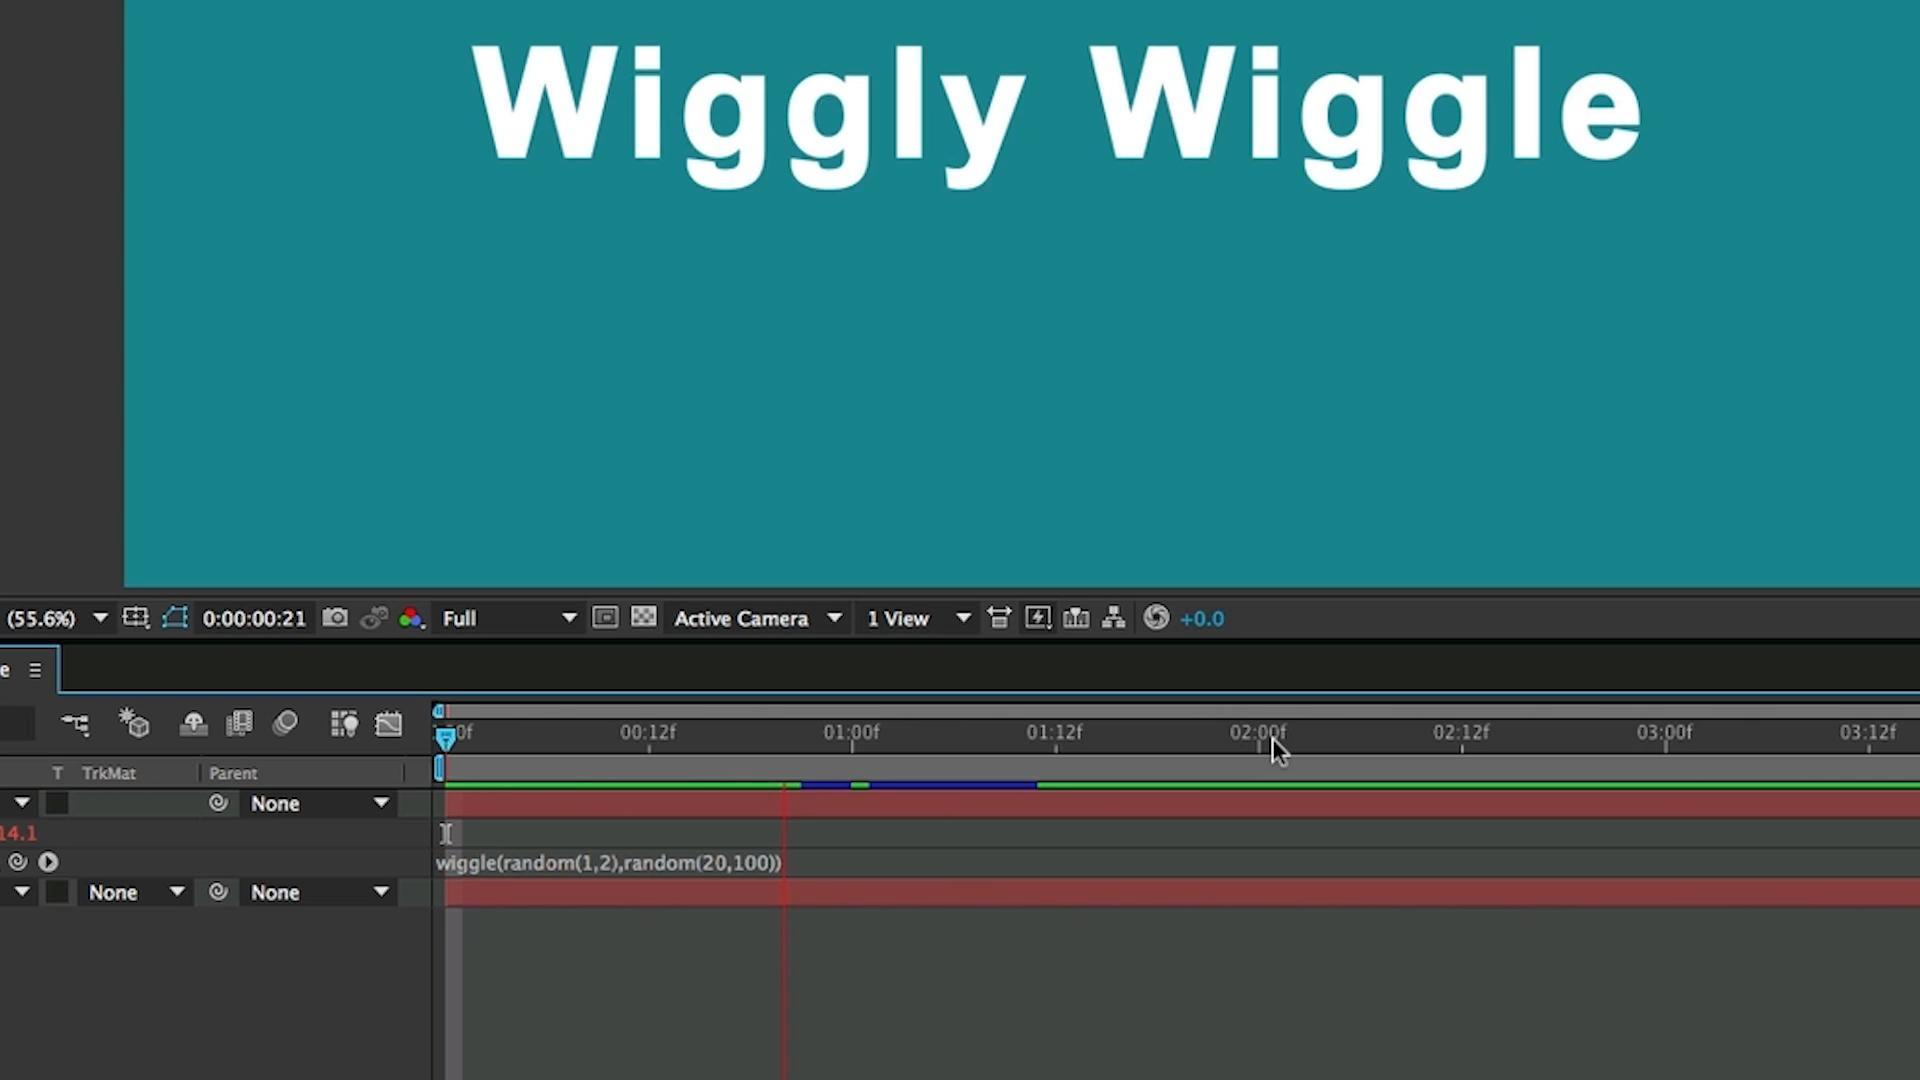 Wiggly Wiggle
(55.6%) 0:00:00:21 Full Active Camera 1 View +0.0
e
00:12f 01:00f 01:12f 02:00f 02:12f 03:00f 03:12f
T TrkMat Parent
None
14.1
wiggle(random(1,2),random(20,100))
None None